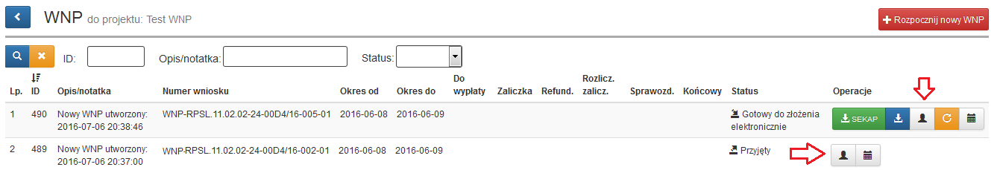 WNP do projektu: Test WNP
Rozpocznij nowy WNP
ID: Opis/notatka: Status:
Lp. ID Opis/notatka Numer wniosku Okres od Okres do Do wypłaty Zaliczka Refund. Rozlicz. zalicz. Sprawozd. Końcowy Status Operacje
1 490 Nowy WNP utworzony: WNP-RPSL.11.02.02-24-00D4/16-005-01 2016-06-08 2016-06-09 Gotowy do złożenia SEKAP
2016-07-06 20:38:46 elektronicznie
2 489 Nowy WNP utworzony: WNP-RPSL.11.02.02-24-00D4/16-002-01 2016-06-08 2016-06-09 Przyjęty
2016-07-06 20:37:00